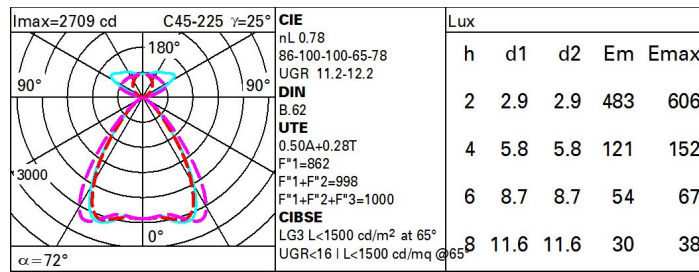 Imax=2709 cd C45-225 γ=25°
180°
90° 90°
3000
0°
α=72°
CIE
nL 0.78
86-100-100-65-78
UGR 11.2-12.2
DIN
B.62
UTE
0.50A+0.28T
F"1=862
F"1+F"2=998
F"1+F"2+F"3=1000
CIBSE
LG3 L<1500 cd/m² at 65°
UGR<16 | L<1500 cd/mq @65°
Lux
h d1 d2 Em Emax
2 2.9 2.9 483 606
4 5.8 5.8 121 152
6 8.7 8.7 54 67
8 11.6 11.6 30 38